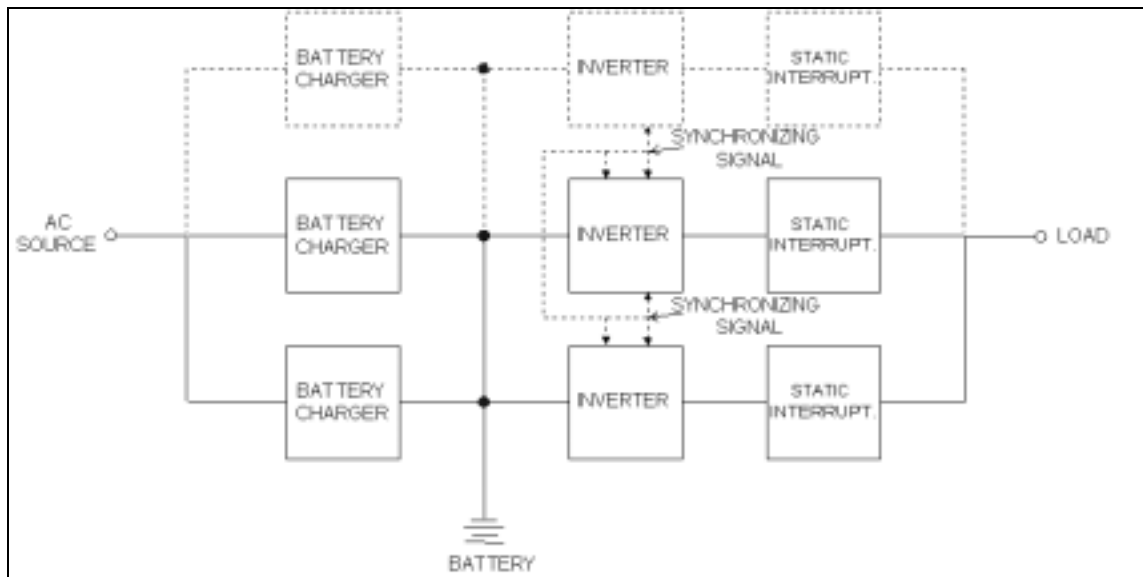 BATTERY
CHARGER
INVERTER
STATIC
INTERRUPT.
SYNCHRONIZING
SIGNAL
AC
SOURCE
BATTERY
CHARGER
INVERTER
STATIC
INTERRUPT.
LOAD
SYNCHRONIZING
SIGNAL
BATTERY
CHARGER
INVERTER
STATIC
INTERRUPT.
BATTERY